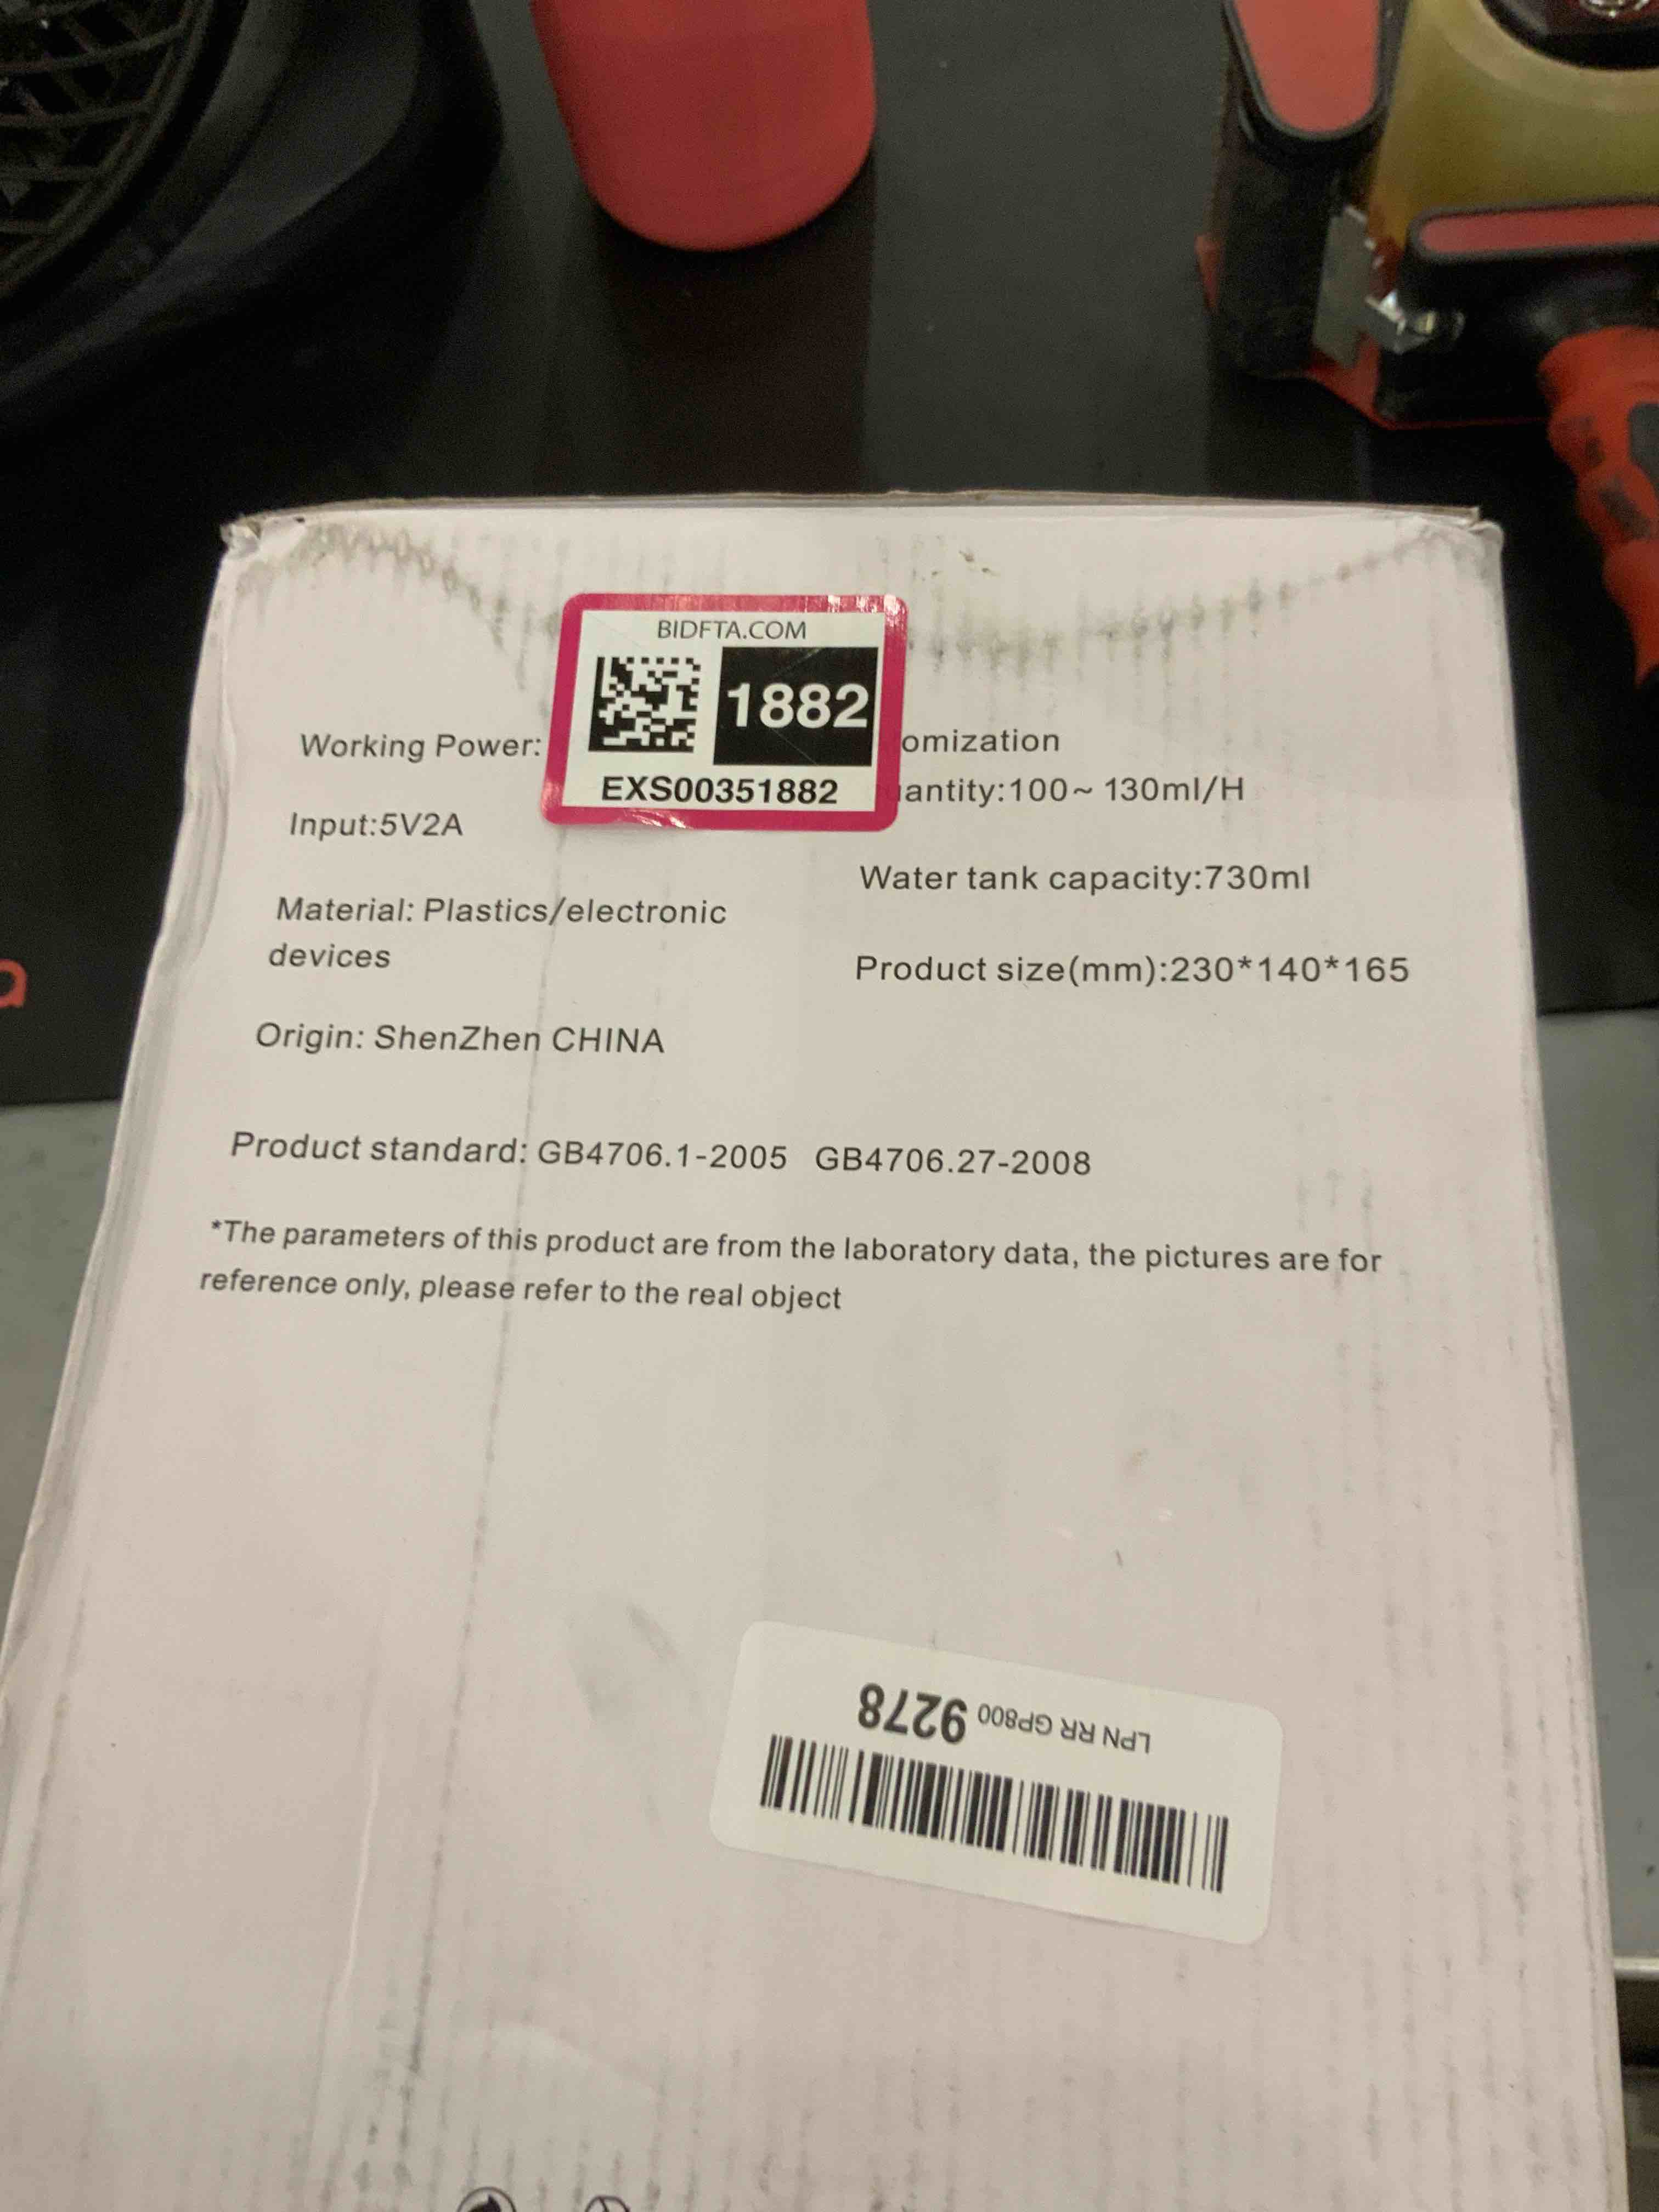 BIDFTA.COM
1882
EXS00351882
Working Power:
Input:5V2A
Material: Plastics/electronic
devices
Origin: ShenZhen CHINA
omization
antity:100~ 130ml/H
Water tank capacity:730ml
Product size(mm):230*140*165
Product standard: GB4706.1-2005 GB4706.27-2008
*The parameters of this product are from the laboratory data, the pictures are for
reference only, please refer to the real object
LPN RR GP800 9278
a